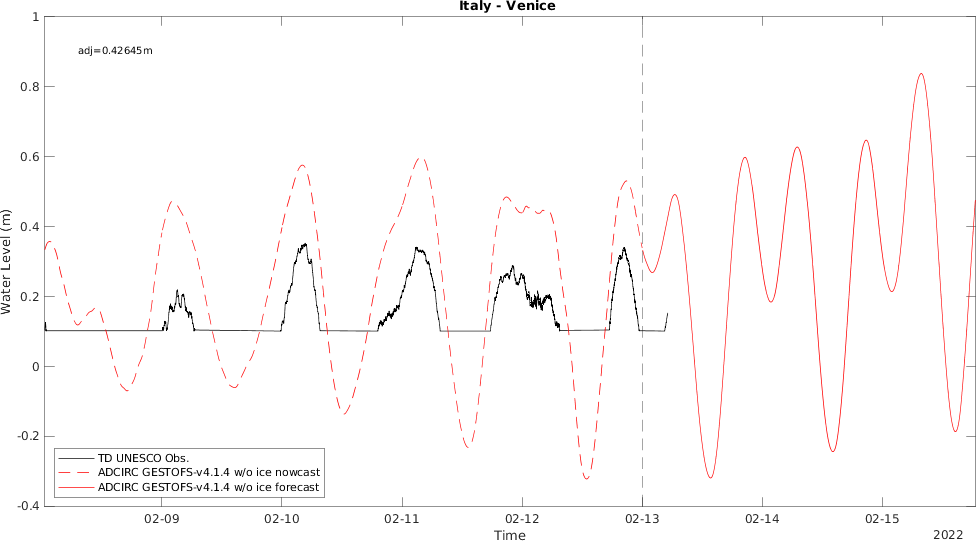 Italy - Venice
adj=0.42645m
1
0.8
0.6
0.4
0.2
0
-0.2
-0.4
Water Level (m)
TD UNESCO Obs.
ADCIRC GESTOFS-v4.1.4 w/o ice nowcast
ADCIRC GESTOFS-v4.1.4 w/o ice forecast
02-09
02-10
02-11
02-12
02-13
02-14
02-15
Time
2022